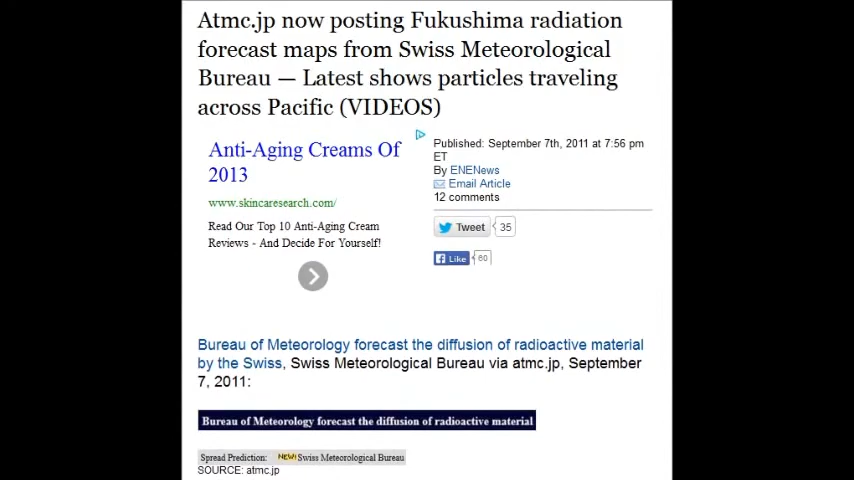 Atmc.jp now posting Fukushima radiation
forecast maps from Swiss Meteorological
Bureau — Latest shows particles traveling
across Pacific (VIDEOS)
Anti-Aging Creams Of
2013
www.skincaresearch.com/
Read Our Top 10 Anti-Aging Cream
Reviews - And Decide For Yourself!
Published: September 7th, 2011 at 7:56 pm
ET
By ENENews
Email Article
12 comments
Tweet 35
Like 60
Bureau of Meteorology forecast the diffusion of radioactive material
by the Swiss, Swiss Meteorological Bureau via atmc.jp, September
7, 2011:
Bureau of Meteorology forecast the diffusion of radioactive material
Spread Prediction: NEW! Swiss Meteorological Bureau
SOURCE: atmc.jp